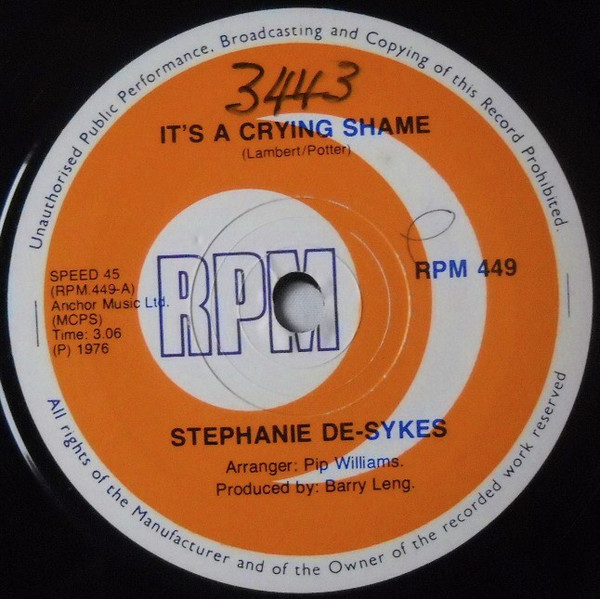 Unauthorised Public Performance, Broadcasting and Copying of this Record Prohibited.
3443
IT'S A CRYING SHAME
(Lambert/Potter)
RPM 449
SPEED 45
(RPM.449-A)
Anchor Music Ltd.
(MCPS)
Time: 3.06
(P) 1976
RPM
STEPHANIE DE-SYKES
Arranger: Pip Williams.
Produced by: Barry Leng.
All rights of the Manufacturer and of the Owner of the recorded work reserved